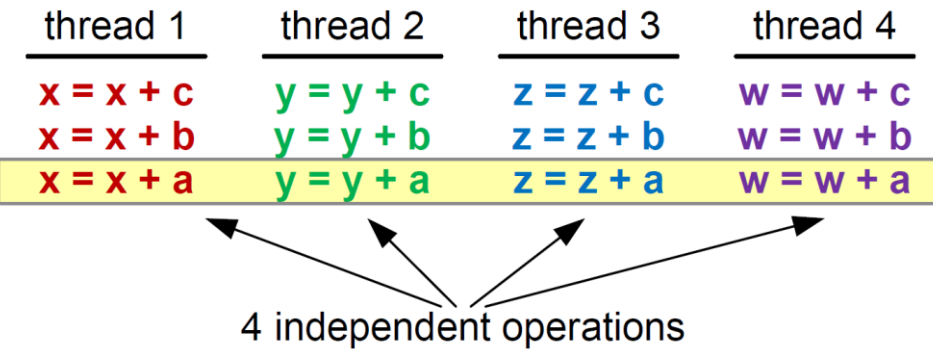 thread 1 thread 2 thread 3 thread 4
x = x + c y = y + c z = z + c w = w + c
x = x + b y = y + b z = z + b w = w + b
x = x + a y = y + a z = z + a w = w + a
4 independent operations